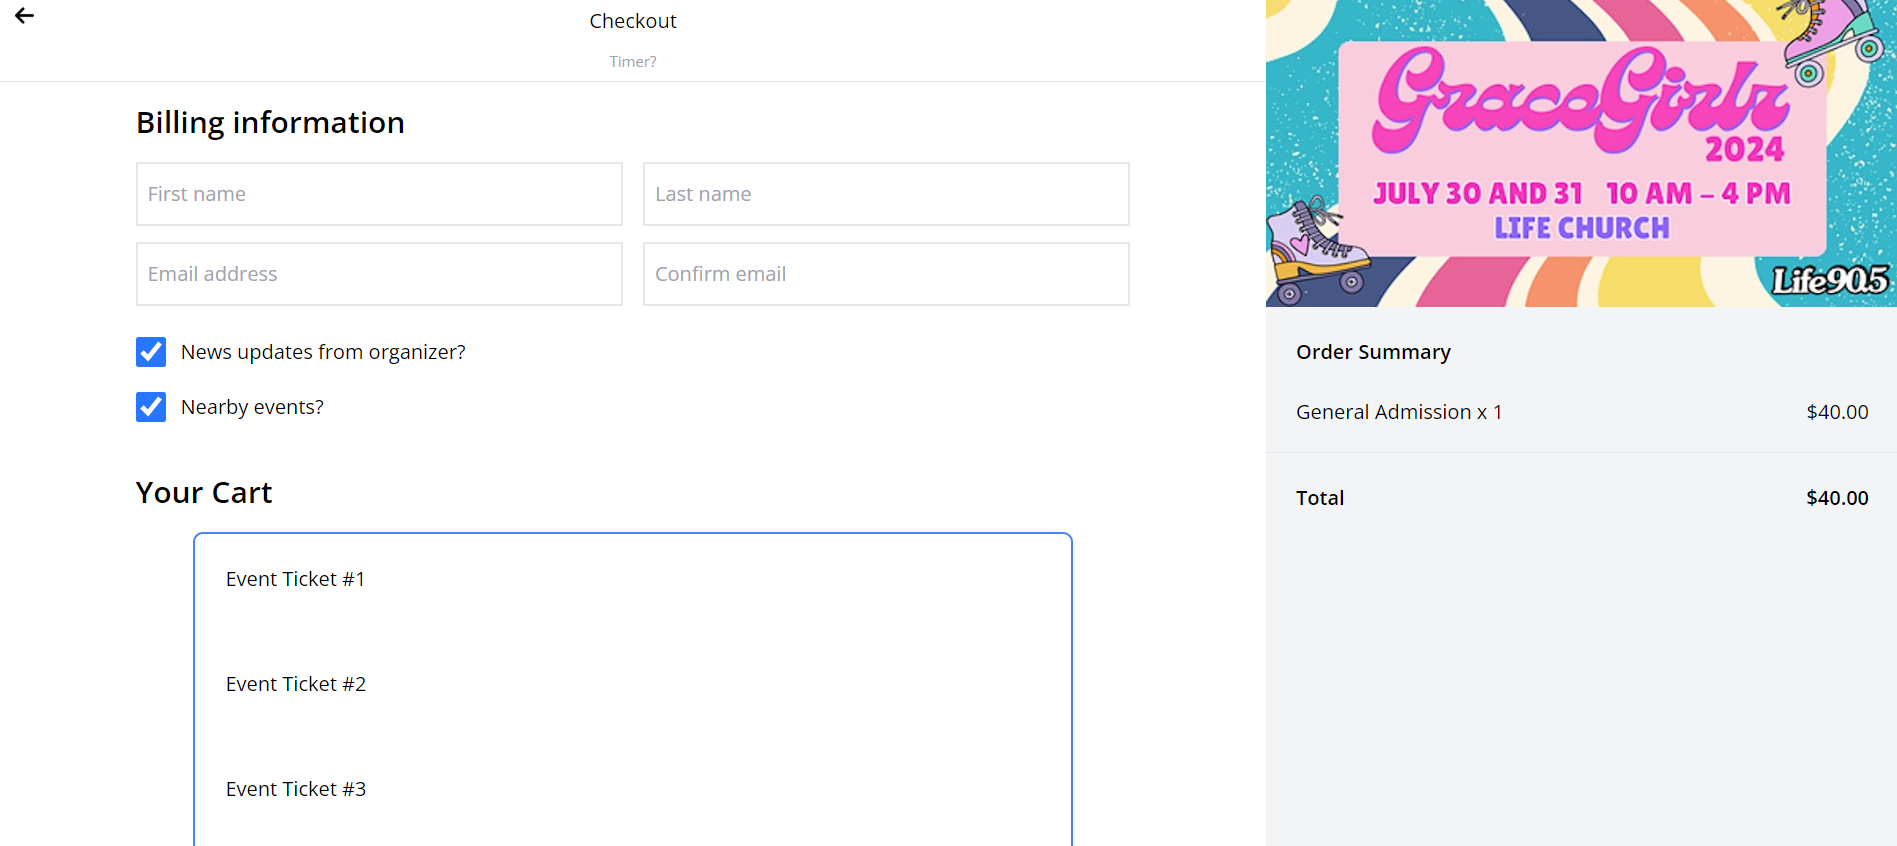 Checkout
Timer?
Billing information
First name
Last name
Email address
Confirm email
News updates from organizer?
Nearby events?
Your Cart
Event Ticket #1
Event Ticket #2
Event Ticket #3
GraceGirlz
2024
JULY 30 AND 31 10 AM – 4 PM
LIFE CHURCH
Life90.5
Order Summary
General Admission x 1 $40.00
Total $40.00